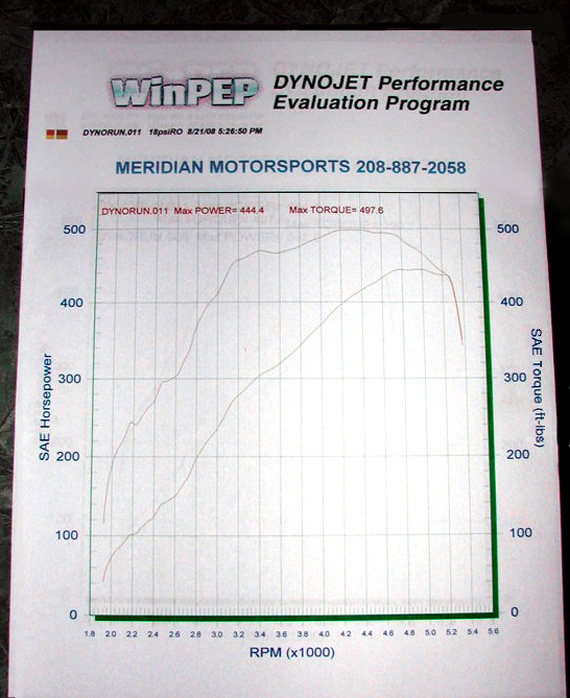 WinPEP DYNOJET Performance
Evaluation Program
DYNORUN.011 18psiRO 8/21/08 5:26:50 PM
MERIDIAN MOTORSPORTS 208-887-2058
DYNORUN.011 Max POWER= 444.4 Max TORQUE= 497.6
500 500
400 400
300 300
200 200
100 100
0 0
SAE Horsepower
SAE Torque (ft-lbs)
1.8 2.0 2.2 2.4 2.6 2.8 3.0 3.2 3.4 3.6 3.8 4.0 4.2 4.4 4.6 4.8 5.0 5.2 5.4 5.6
RPM (x1000)